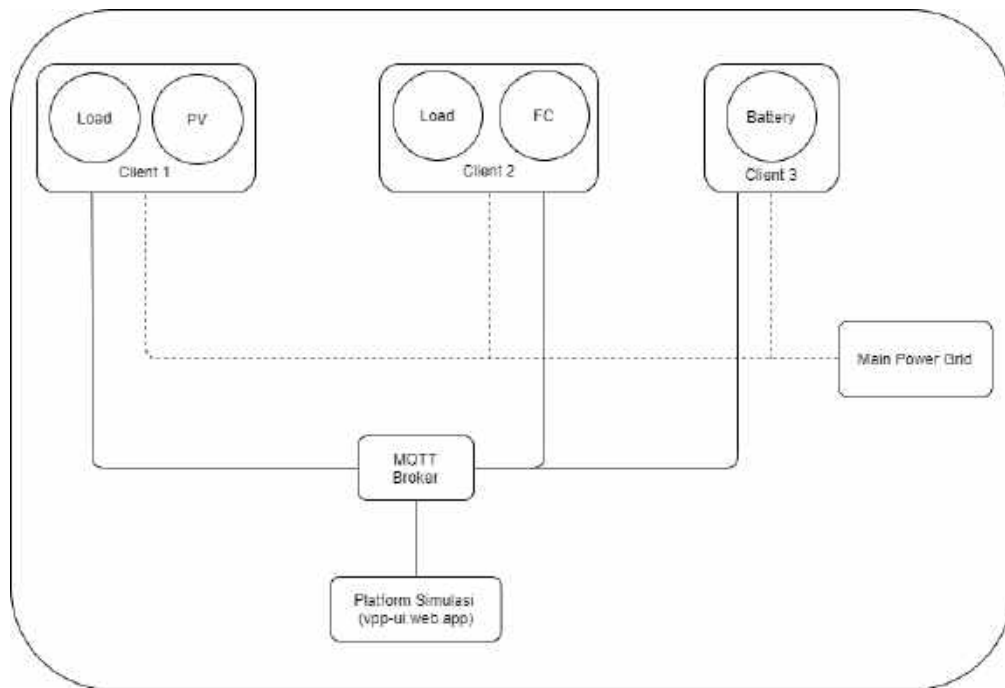 Load
PV
Client 1
Load
FC
Client 2
Battery
Client 3
Main Power Grid
MQTT
Broker
Platform Simulasi
(vpp-ui.web.app)